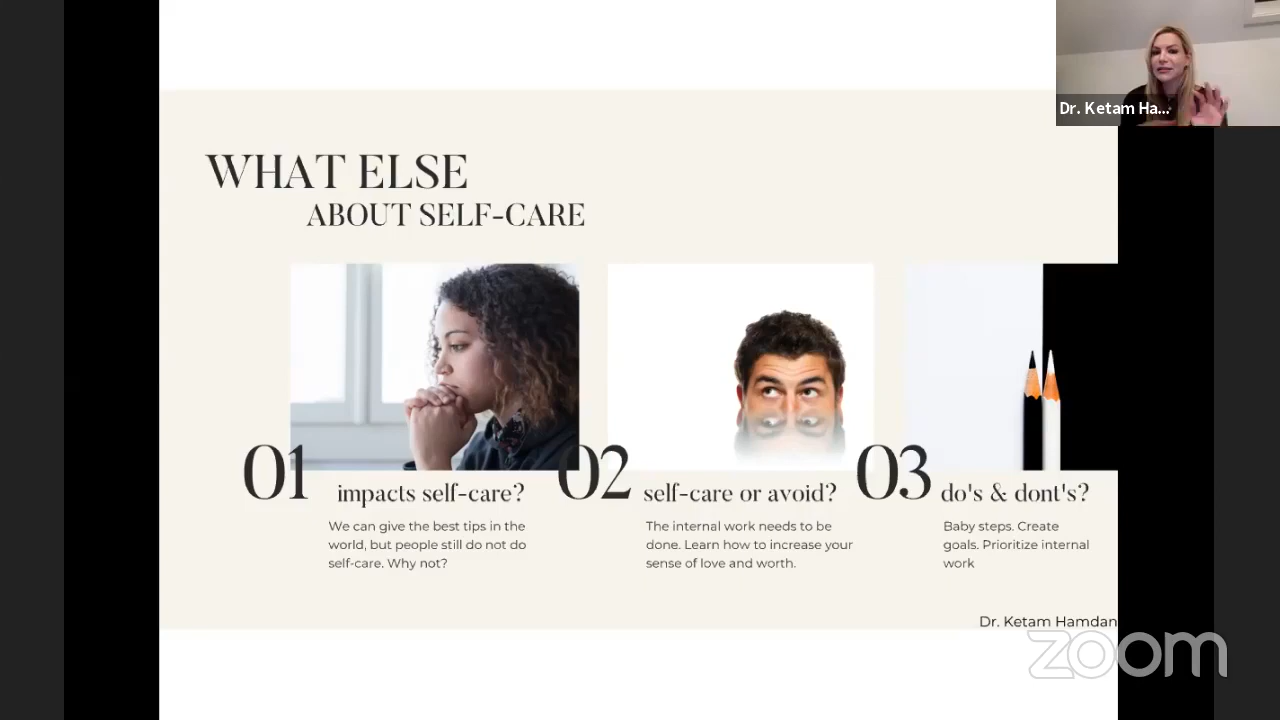 Dr. Ketam Ha...
WHAT ELSE
ABOUT SELF-CARE
01
impacts self-care?
We can give the best tips in the
world, but people still do not do
self-care. Why not?
02
self-care or avoid?
The internal work needs to be
done. Learn how to increase your
sense of love and worth.
03
do's & dont's?
Baby steps. Create
goals. Prioritize internal
work
Dr. Ketam Hamdan
zoom